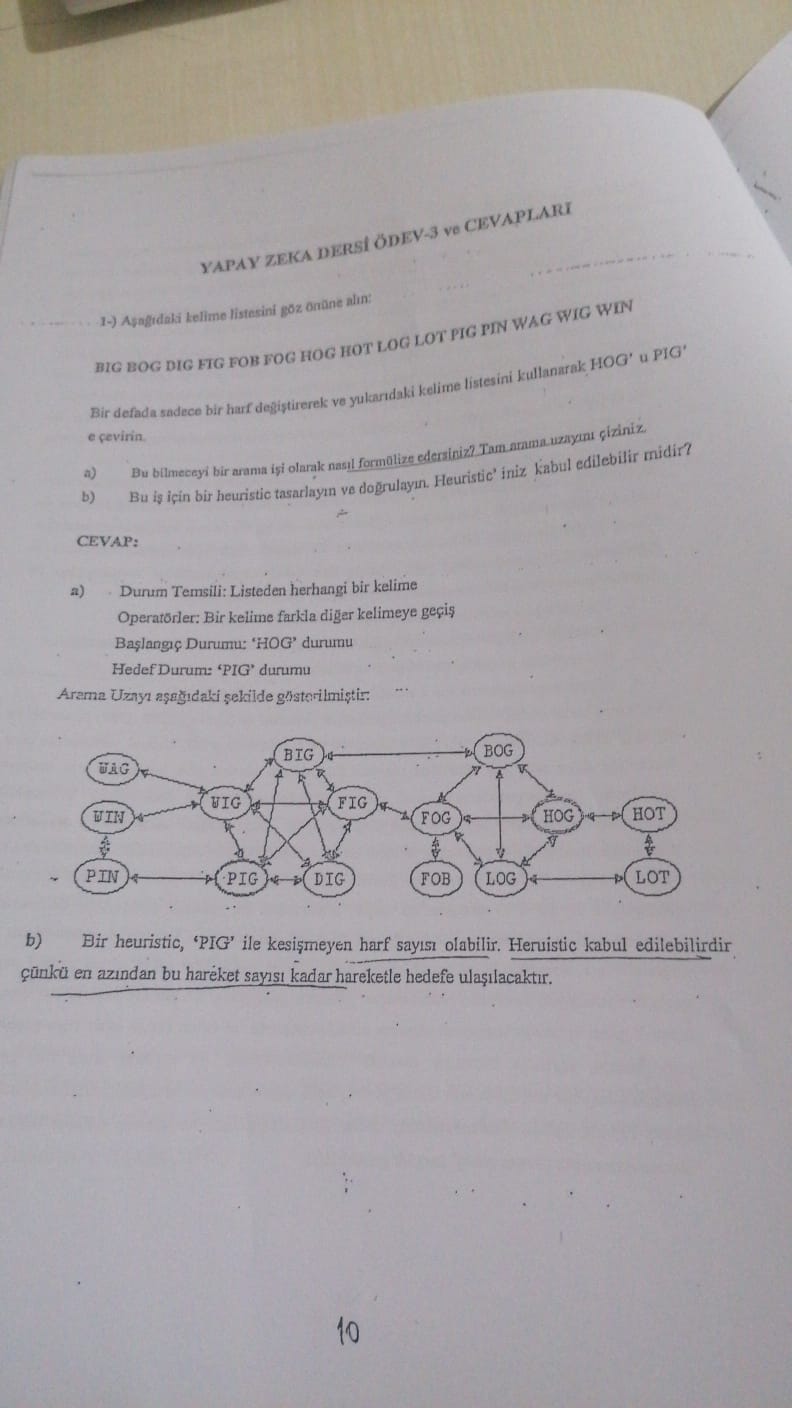 YAPAY ZEKA DERSİ ÖDEV-3 ve CEVAPLARI
1-) Aşağıdaki kelime listesini göz önüne alın:
BIG BOG DIG FIG FOB FOG HOG HOT LOG LOT PIG PIN WAG WIG WIN
Bir defada sadece bir harf değiştirerek ve yukarıdaki kelime listesini kullanarak HOG' u PIG'
e çevirin.
a) Bu bilmeceyi bir arama işi olarak nasıl formülize edersiniz? Tam arama uzayını çiziniz.
b) Bu iş için bir heuristic tasarlayın ve doğrulayın. Heuristic' iniz kabul edilebilir midir?
CEVAP:
a) Durum Temsili: Listeden herhangi bir kelime
Operatörler: Bir kelime farkla diğer kelimeye geçiş
Başlangıç Durumu: 'HOG' durumu
Hedef Durum: 'PIG' durumu
Arama Uzayı aşağıdaki şekilde gösterilmiştir:
WAG BIG BOG
WIN WIG FIG FOG HOG HOT
PIN PIG DIG FOB LOG LOT
b) Bir heuristic, 'PIG' ile kesişmeyen harf sayısı olabilir. Heruistic kabul edilebilirdir
çünkü en azından bu hareket sayısı kadar hareketle hedefe ulaşılacaktır.
10